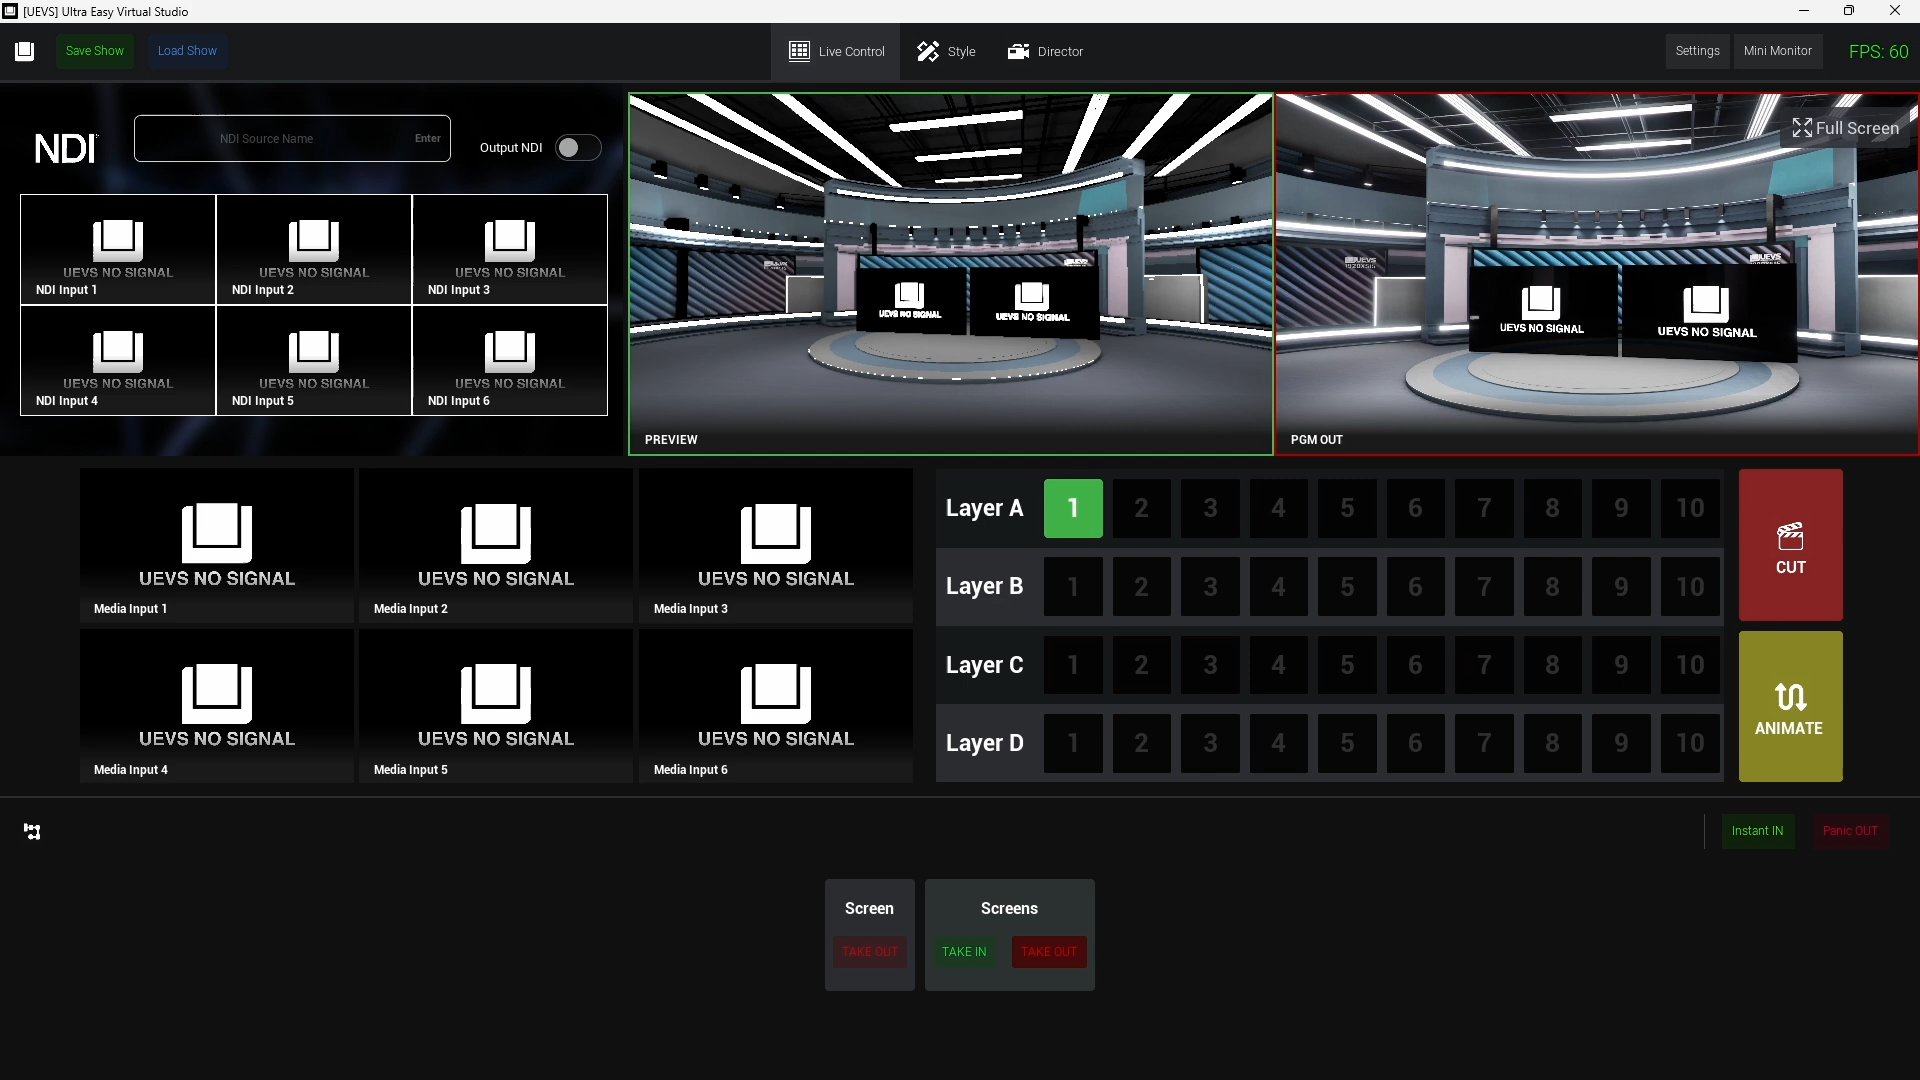 [UEVS] Ultra Easy Virtual Studio
Save Show
Load Show
Live Control
Style
Director
Settings
Mini Monitor
FPS: 60
NDI
NDI Source Name
Enter
Output NDI
UEVS NO SIGNAL
NDI Input 1
UEVS NO SIGNAL
NDI Input 2
UEVS NO SIGNAL
NDI Input 3
UEVS NO SIGNAL
NDI Input 4
UEVS NO SIGNAL
NDI Input 5
UEVS NO SIGNAL
NDI Input 6
UEVS NO SIGNAL
UEVS NO SIGNAL
PREVIEW
Full Screen
UEVS
1920X515
UEVS
UEVS NO SIGNAL
UEVS NO SIGNAL
PGM OUT
UEVS NO SIGNAL
Media Input 1
UEVS NO SIGNAL
Media Input 2
UEVS NO SIGNAL
Media Input 3
UEVS NO SIGNAL
Media Input 4
UEVS NO SIGNAL
Media Input 5
UEVS NO SIGNAL
Media Input 6
Layer A 1 2 3 4 5 6 7 8 9 10
Layer B 1 2 3 4 5 6 7 8 9 10
Layer C 1 2 3 4 5 6 7 8 9 10
Layer D 1 2 3 4 5 6 7 8 9 10
CUT
ANIMATE
Instant IN
Panic OUT
Screen
TAKE OUT
Screens
TAKE IN
TAKE OUT